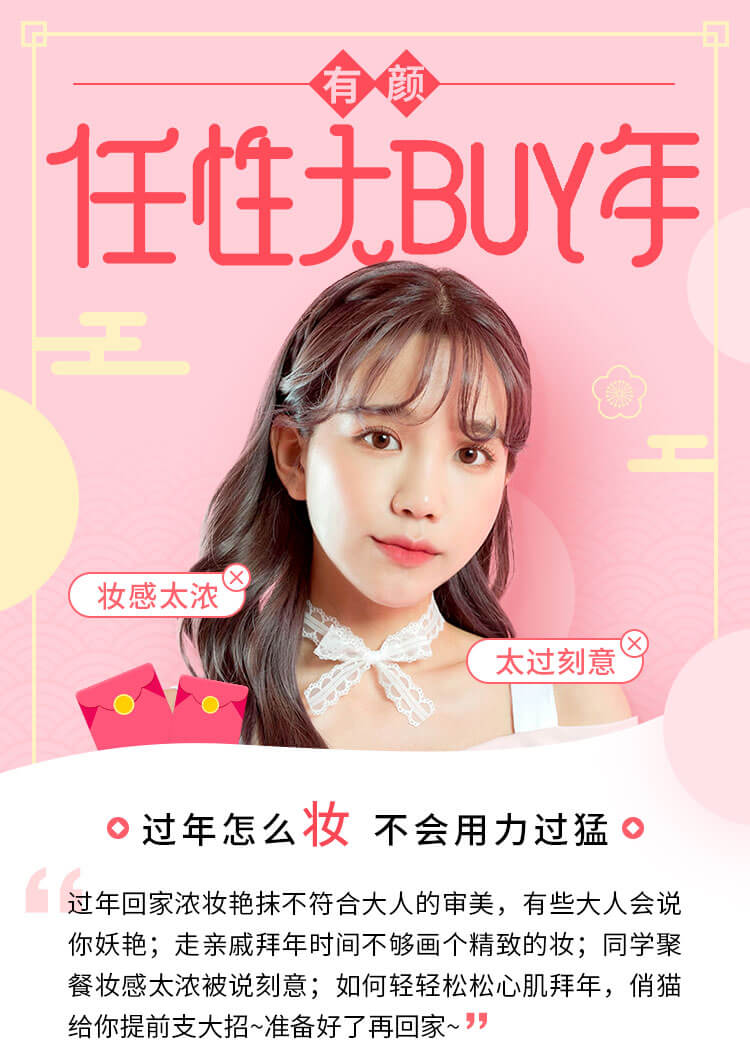 有颜
任性大BUY年
妆感太浓
太过刻意
过年怎么妆 不会用力过猛
“过年回家浓妆艳抹不符合大人的审美，有些大人会说
你妖艳；走亲戚拜年时间不够画个精致的妆；同学聚
餐妆感太浓被说刻意；如何轻轻松松心肌拜年，俏猫
给你提前支大招~准备好了再回家~”